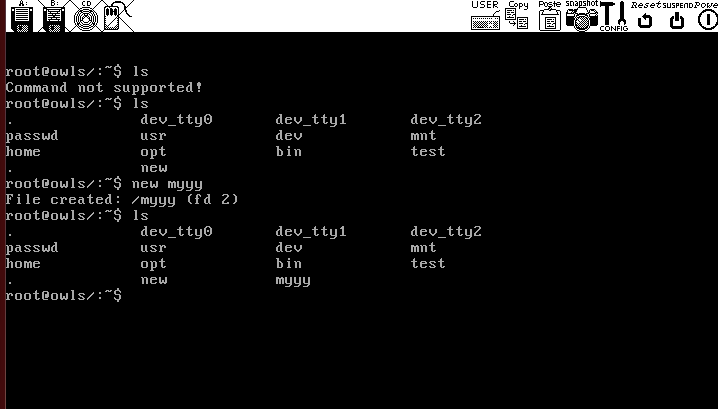 A: B: CD USER Copy Paste Snapshot CONFIG Reset SUSPEND Power
root@owls/:~$ ls
Command not supported!
root@owls/:~$ ls
. dev_tty0 dev_tty1 dev_tty2
passwd usr dev mnt
home opt bin test
. new
root@owls/:~$ new myyy
File created: /myyy (fd 2)
root@owls/:~$ ls
. dev_tty0 dev_tty1 dev_tty2
passwd usr dev mnt
home opt bin test
. new myyy
root@owls/:~$